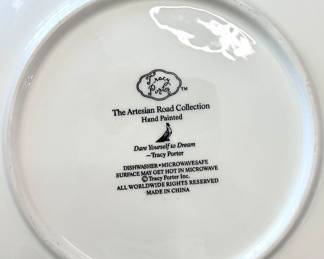 Tracy
Porter
TM
The Artesian Road Collection
Hand Painted
Dare Yourself to Dream
—Tracy Porter
DISHWASHER • MICROWAVESAFE
SURFACE MAY GET HOT IN MICROWAVE
©Tracy Porter Inc.
ALL WORLDWIDE RIGHTS RESERVED
MADE IN CHINA